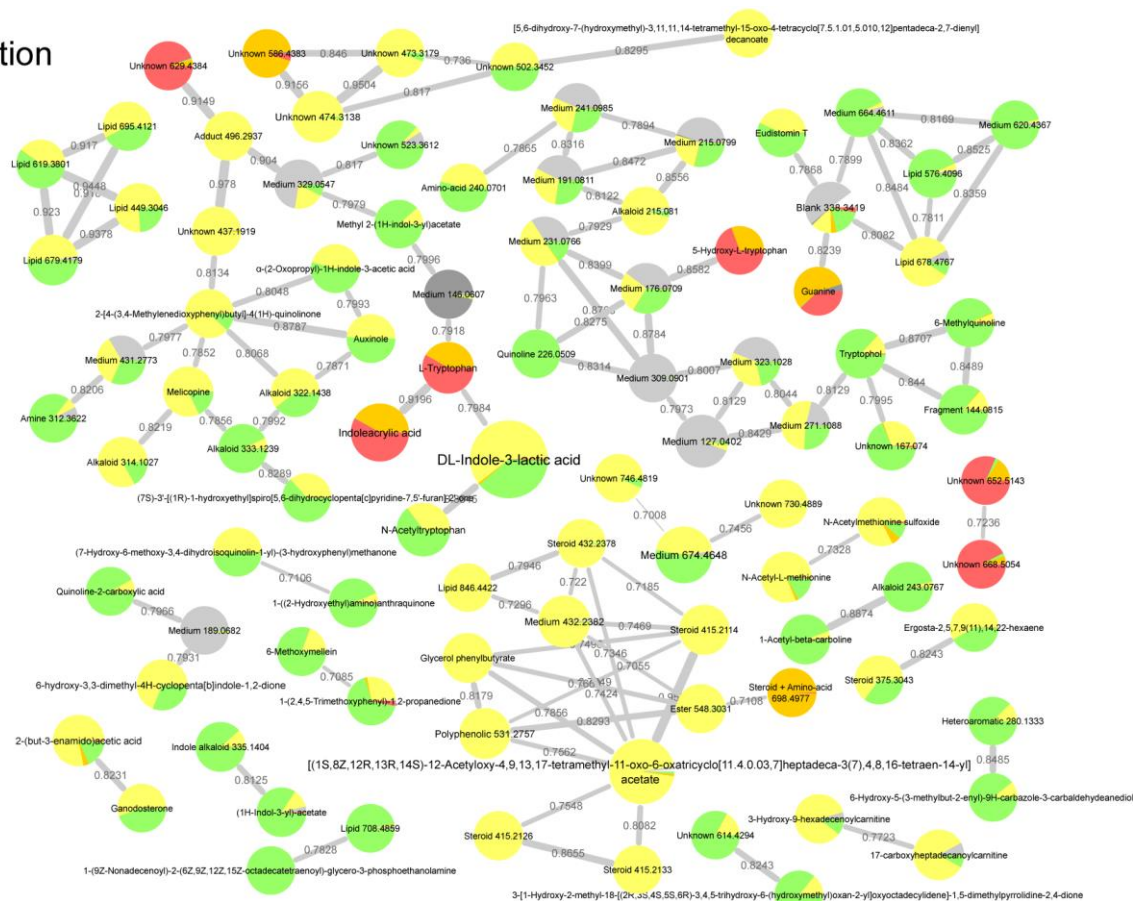 tion
[5,6-dihydroxy-7-(hydroxymethyl)-3,11,11,14-tetramethyl-15-oxo-4-tetracyclo[7.5.1.01,5.010,12]pentadeca-2,7-dienyl]
decanoate
Unknown 586.4383
0.846
Unknown 473.3179
0.736
Unknown 502.3452
0.8295
Unknown 629.4384
0.9156
0.9504
0.817
0.9149
Unknown 474.3138
Lipid 695.4121
Adduct 496.2937
Unknown 523.3612
0.917
Lipid 619.3801
0.9448
0.904
0.817
Lipid 449.3046
Medium 329.0547
0.978
0.923
0.9378
0.7979
Methyl 2-(1H-indol-3-yl)acetate
Lipid 679.4179
Unknown 437.1919
Medium 241.0985
0.7894
Medium 215.0799
0.7865
0.8316
0.8472
Amino-acid 240.0701
Medium 191.0811
0.8556
0.8122
Alkaloid 215.081
0.7929
Medium 231.0766
5-Hydroxy-L-tryptophan
0.8399
0.8582
Medium 176.0709
0.7963
0.8275
0.8784
Quinoline 226.0509
0.8314
Medium 309.0901
Eudistomin T
Medium 664.4611
0.8169
Medium 620.4367
0.7868
0.7899
0.8362
0.8525
Lipid 576.4096
0.8484
0.8359
Blank 338.3419
0.7811
0.8239
0.8082
Lipid 678.4767
Guanine
0.8134
α-(2-Oxopropyl)-1H-indole-3-acetic acid
0.7996
Medium 146.0607
0.8048
0.7993
2-[4-(3,4-Methylenedioxyphenyl)butyl]-4(1H)-quinolinone
0.7918
0.8787
Auxinole
0.7977
Medium 431.2773
0.7852
0.8068
0.7871
L-Tryptophan
0.8206
Melicopine
Alkaloid 322.1438
0.9196
0.7984
Amine 312.3622
0.7856
0.7992
0.8219
Indoleacrylic acid
Alkaloid 333.1239
Alkaloid 314.1027
0.8289
DL-Indole-3-lactic acid
(7S)-3'-[(1R)-1-hydroxyethyl]spiro[5,6-dihydrocyclopenta[c]pyridine-7,5'-furan]-2'-one
N-Acetyltryptophan
0.8007
Medium 323.1028
0.7973
0.8129
0.8044
0.8129
Medium 127.0402
0.8429
Medium 271.1088
Tryptophol
0.8707
6-Methylquinoline
0.844
0.8489
0.7995
Fragment 144.0815
Unknown 167.074
Unknown 746.4819
0.7008
Unknown 730.4889
0.7456
Medium 674.4648
Unknown 652.5143
0.7236
Unknown 668.5054
N-Acetylmethionine sulfoxide
0.7328
N-Acetyl-L-methionine
Alkaloid 243.0767
0.8874
1-Acetyl-beta-carboline
Ergosta-2,5,7,9(11),14,22-hexaene
0.8243
Steroid 375.3043
(7-Hydroxy-6-methoxy-3,4-dihydroisoquinolin-1-yl)-(3-hydroxyphenyl)methanone
0.7106
1-((2-Hydroxyethyl)amino)anthraquinone
Quinoline-2-carboxylic acid
0.7966
Medium 189.0682
0.7931
6-hydroxy-3,3-dimethyl-4H-cyclopenta[b]indole-1,2-dione
6-Methoxymellein
0.7085
1-(2,4,5-Trimethoxyphenyl)-1,2-propanedione
Steroid 432.2378
0.7946
Lipid 846.4422
0.722
0.7185
0.7296
Medium 432.2382
0.7469
Steroid 415.2114
0.7346
0.7055
Glycerol phenylbutyrate
0.7424
0.8179
0.7856
Ester 548.3031
0.7108
Steroid + Amino-acid
698.4977
0.8293
Polyphenolic 531.2757
0.7562
[(1S,8Z,12R,13R,14S)-12-Acetyloxy-4,9,13,17-tetramethyl-11-oxo-6-oxatricyclo[11.4.0.03,7]heptadeca-3(7),4,8,16-tetraen-14-yl]
acetate
0.7548
0.8082
Steroid 415.2126
0.8655
Steroid 415.2133
2-(but-3-enamido)acetic acid
0.8231
Ganodosterone
Indole alkaloid 335.1404
0.8125
(1H-Indol-3-yl)-acetate
Lipid 708.4859
0.7828
1-(9Z-Nonadecenoyl)-2-(6Z,9Z,12Z,15Z-octadecatetraenoyl)-glycero-3-phosphoethanolamine
Heteroaromatic 280.1333
0.8485
6-Hydroxy-5-(3-methylbut-2-enyl)-9H-carbazole-3-carbaldehydeanediol
3-Hydroxy-9-hexadecenoylcarnitine
0.7723
17-carboxyheptadecanoylcarnitine
Unknown 614.4294
0.8243
3-[1-Hydroxy-2-methyl-18-[(2R,3S,4S,5S,6R)-3,4,5-trihydroxy-6-(hydroxymethyl)oxan-2-yl]oxyoctadecylidene]-1,5-dimethylpyrrolidine-2,4-dione